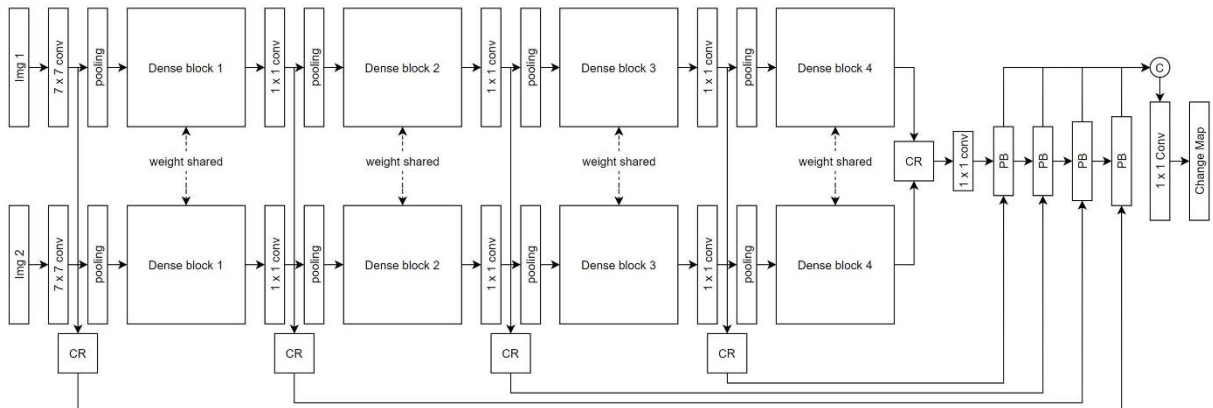 Img 1
7 x 7 conv
pooling
Dense block 1
1 x 1 conv
pooling
Dense block 2
1 x 1 conv
pooling
Dense block 3
1 x 1 conv
pooling
Dense block 4
C
weight shared
weight shared
weight shared
weight shared
CR
1 x 1 conv
PB
PB
PB
PB
1 x 1 Conv
Change Map
Img 2
7 x 7 conv
pooling
Dense block 1
1 x 1 conv
pooling
Dense block 2
1 x 1 conv
pooling
Dense block 3
1 x 1 conv
pooling
Dense block 4
CR
CR
CR
CR